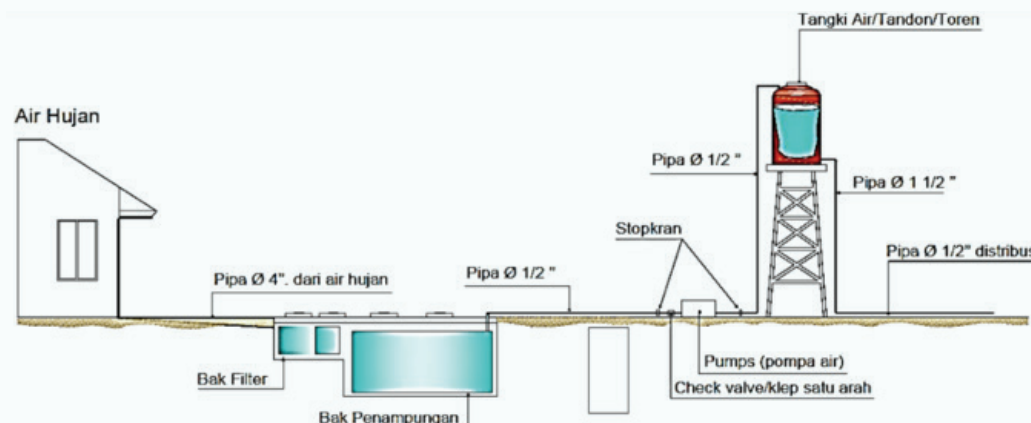 Tangki Air/Tandon/Toren
Air Hujan
Pipa Ø 1/2 "
Pipa Ø 1 1/2 "
Stopkran
Pipa Ø 4". dari air hujan
Pipa Ø 1/2 "
Pipa Ø 1/2" distribus
Bak Filter
Pumps (pompa air)
Check valve/klep satu arah
Bak Penampungan